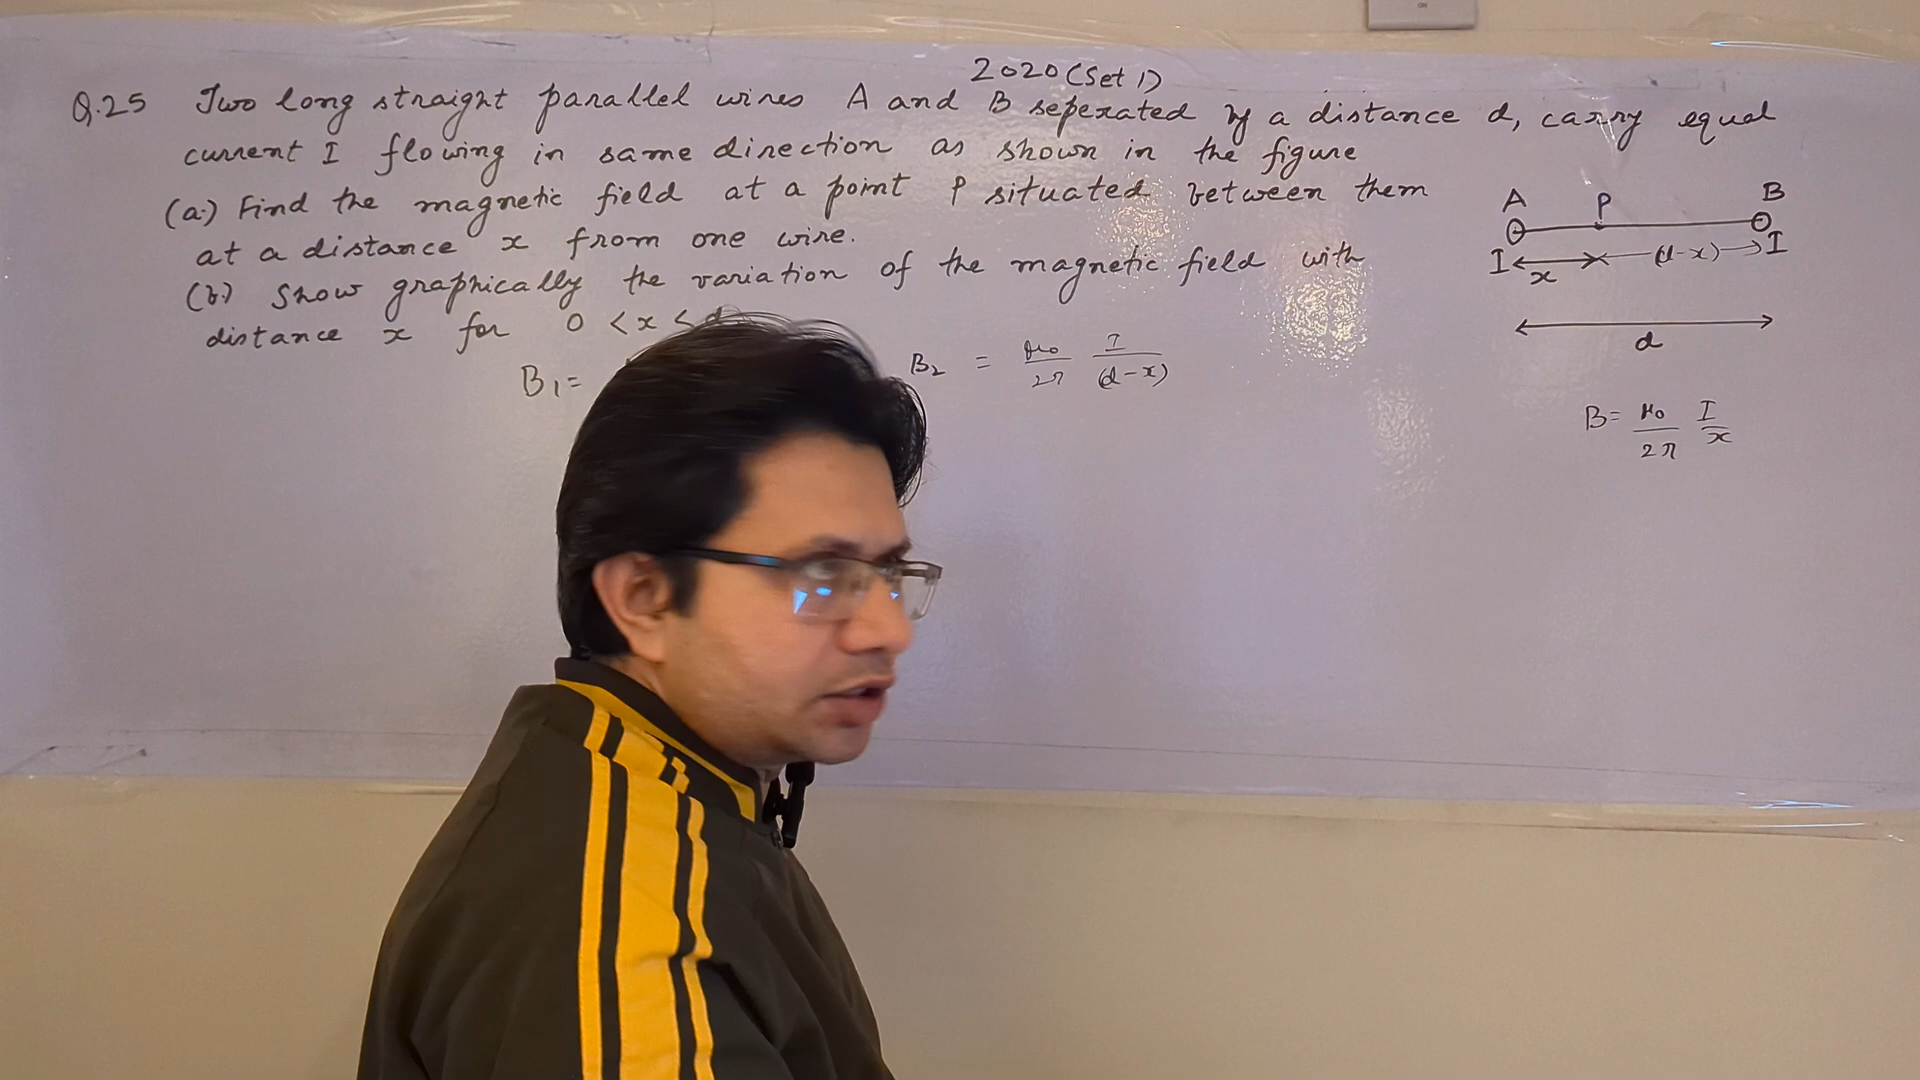 2020 (Set 1)
Q.25 Two long straight parallel wires A and B seperated by a distance d, carry equal
current I flowing in same direction as shown in the figure
(a.) Find the magnetic field at a point P situated between them
at a distance x from one wire.
(b.) Show graphically the variation of the magnetic field with
distance x for 0 < x <
A P B
I x (d-x) I
d
B₁ =
B₂ = μ₀/2π I/(d-x)
B = μ₀/2π I/x